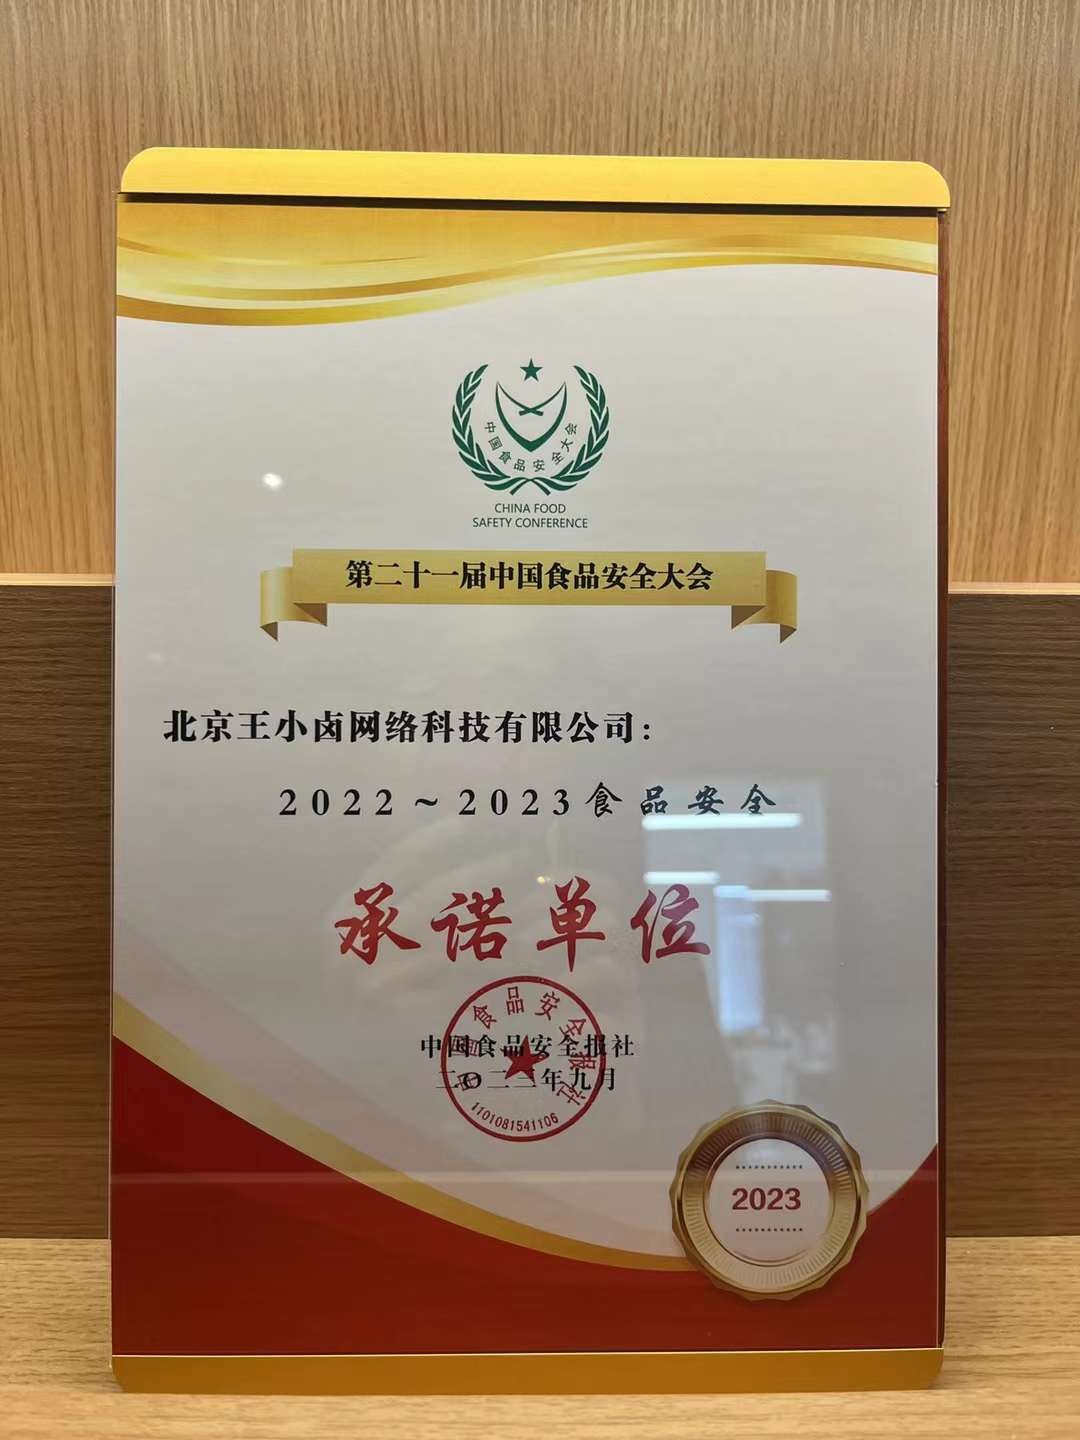 中国食品安全大会
CHINA FOOD
SAFETY CONFERENCE
第二十一届中国食品安全大会
北京王小卤网络科技有限公司：
2022～2023食品安全
承诺单位
中国食品安全报社
二〇二三年九月
中国食品安全报社
1101081541106
2023